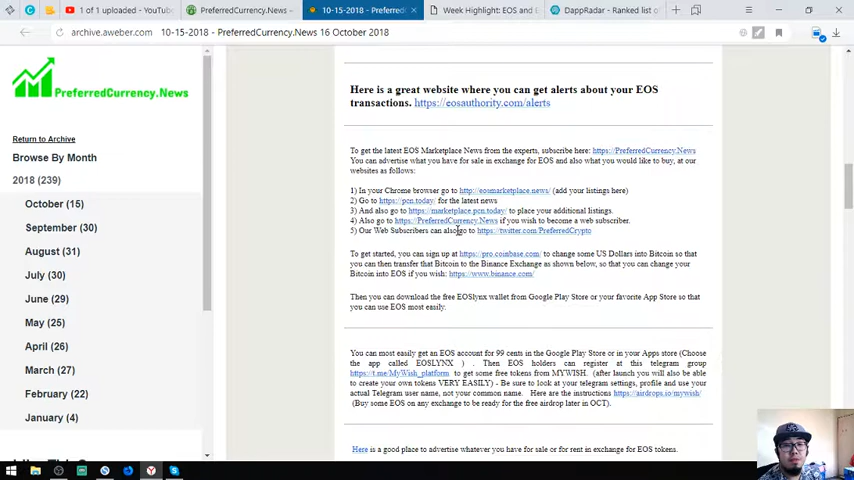 1 of 1 uploaded - YouTub
PreferredCurrency.News –
10-15-2018 - Preferred
Week Highlight: EOS and E
DappRadar - Ranked list o
archive.aweber.com
10-15-2018 - PreferredCurrency.News 16 October 2018
PreferredCurrency.News
Return to Archive
Browse By Month
2018 (239)
October (15)
September (30)
August (31)
July (30)
June (29)
May (25)
April (26)
March (27)
February (22)
January (4)
Here is a great website where you can get alerts about your EOS
transactions. https://eosauthority.com/alerts
To get the latest EOS Marketplace News from the experts, subscribe here: https://PreferredCurrency.News
You can advertise what you have for sale in exchange for EOS and also what you would like to buy, at our
websites as follows:
1) In your Chrome browser go to http://eosmarketplace.news/ (add your listings here)
2) Go to https://pcn.today/ for the latest news
3) And also go to https://marketplace.pcn.today/ to place your additional listings.
4) Also go to https://PreferredCurrency.News if you wish to become a web subscriber.
5) Our Web Subscribers can also go to https://twitter.com/PreferredCrypto
To get started, you can sign up at https://pro.coinbase.com/ to change some US Dollars into Bitcoin so that
you can then transfer that Bitcoin to the Binance Exchange as shown below, so that you can change your
Bitcoin into EOS if you wish: https://www.binance.com/
Then you can download the free EOSlynx wallet from Google Play Store or your favorite App Store so that
you can use EOS most easily.
You can most easily get an EOS account for 99 cents in the Google Play Store or in your Apps store (Choose
the app called EOSLYNX ) . Then EOS holders can register at this telegram group
https://t.me/MyWish_platform to get some free tokens from MYWISH. (after launch you will also be able
to create your own tokens VERY EASILY) - Be sure to look at your telegram settings, profile and use your
actual Telegram user name, not your common name. Here are the instructions https://airdrops.io/mywish/
(Buy some EOS on any exchange to be ready for the free airdrop later in OCT).
Here is a good place to advertise whatever you have for sale or for rent in exchange for EOS tokens.